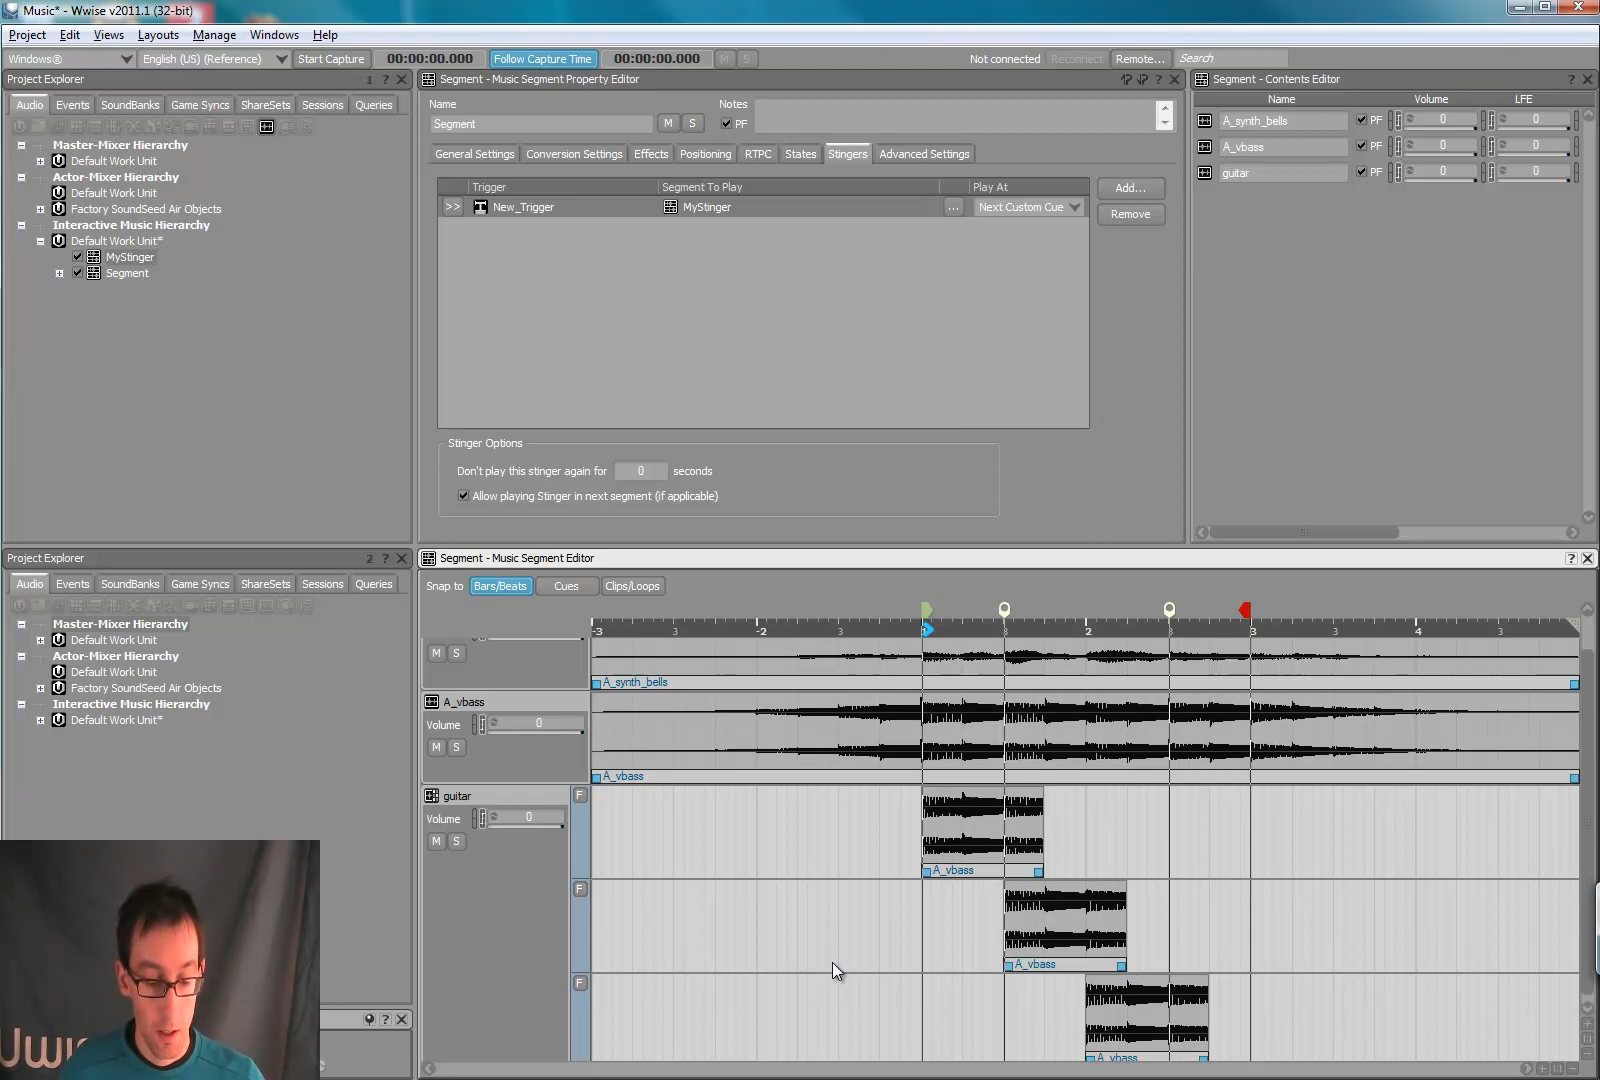 Music* - Wwise v2011.1 (32-bit)
Project Edit Views Layouts Manage Windows Help
Windows® English (US) (Reference) Start Capture 00:00:00.000 Follow Capture Time 00:00:00.000 M S Not connected Reconnect Remote... Search
Project Explorer 1 ? Segment - Music Segment Property Editor ? Segment - Contents Editor ?
Name Notes Name Volume LFE
Audio Events SoundBanks Game Syncs ShareSets Sessions Queries
Segment M S PF A_synth_bells PF 0 0
Master-Mixer Hierarchy A_vbass PF 0 0
Default Work Unit General Settings Conversion Settings Effects Positioning RTPC States Stingers Advanced Settings
guitar PF 0 0
Actor-Mixer Hierarchy
Default Work Unit Trigger Segment To Play Play At Add...
Factory SoundSeed Air Objects >> New_Trigger MyStinger ... Next Custom Cue Remove
Interactive Music Hierarchy
Default Work Unit*
MyStinger
Segment
Stinger Options
Don't play this stinger again for 0 seconds
Allow playing Stinger in next segment (if applicable)
Project Explorer 2 ? Segment - Music Segment Editor ?
Audio Events SoundBanks Game Syncs ShareSets Sessions Queries Snap to Bars/Beats Cues Clips/Loops
Master-Mixer Hierarchy -3 3 -2 3 1 3 2 3 3 3 4 3
Default Work Unit
Actor-Mixer Hierarchy M S
Default Work Unit
Factory SoundSeed Air Objects A_synth_bells
Interactive Music Hierarchy A_vbass
Default Work Unit* Volume 0
M S
A_vbass
guitar F
Volume 0
M S
A_vbass
F
A_vbass
F
?
A_vbass